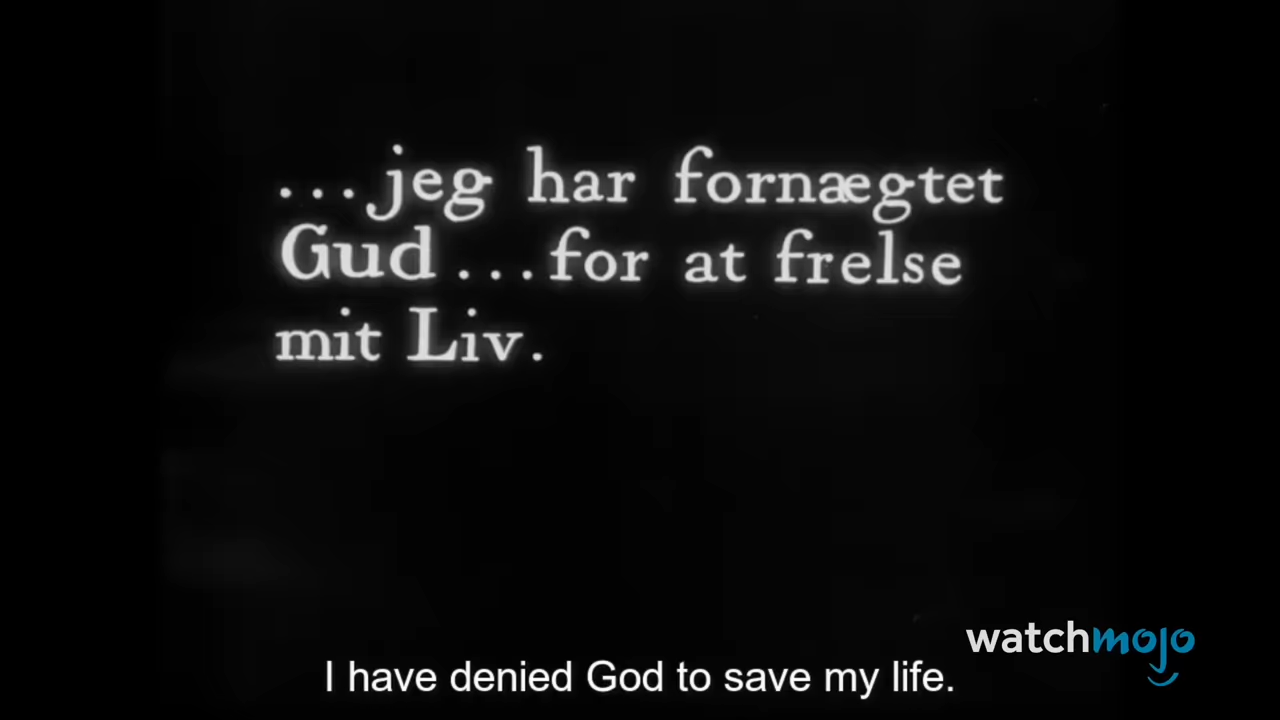 ...jeg har fornægtet
Gud...for at frelse
mit Liv.
watchmojo
I have denied God to save my life.